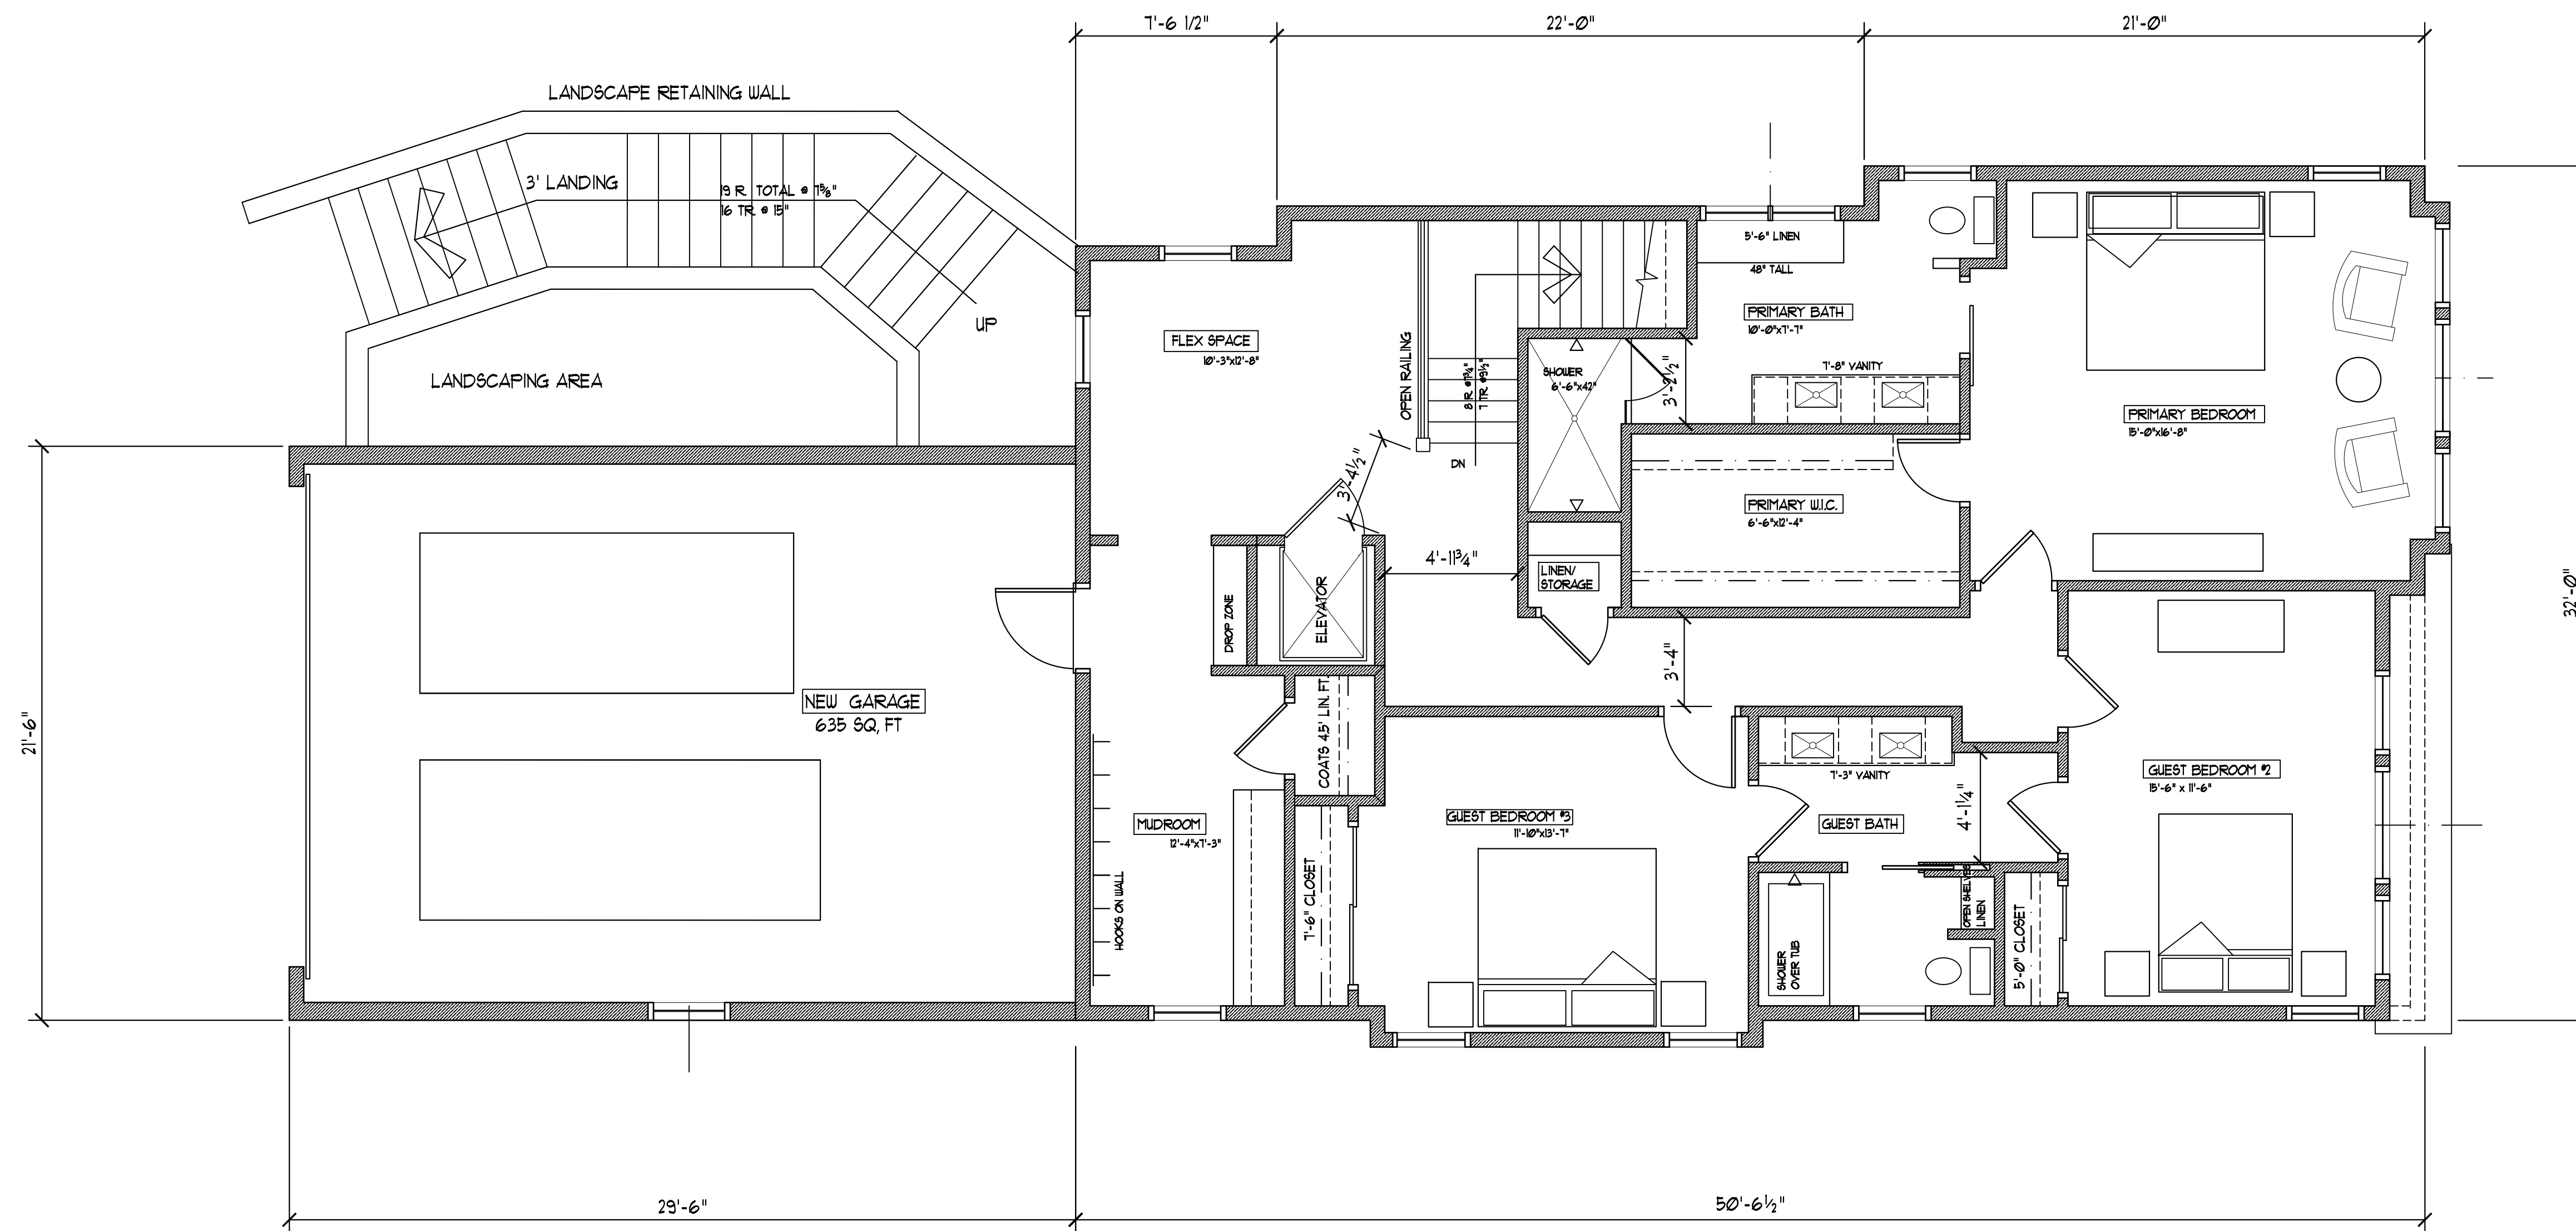 7'-6 1/2"
22'-0"
21'-0"
LANDSCAPE RETAINING WALL
3' LANDING
19 R. TOTAL @ 7⅝"
16 TR. @ 15"
UP
LANDSCAPING AREA
FLEX SPACE
10'-3"x12'-8"
OPEN RAILING
8 R. @7¾"
7 TR. @9½"
DN
3'-4½"
4'-11¾"
5'-6" LINEN
48" TALL
PRIMARY BATH
10'-0"x7'-7"
7'-8" VANITY
SHOWER
6'-6"x42"
3'-2½"
PRIMARY BEDROOM
15'-0"x16'-8"
PRIMARY W.I.C.
6'-6"x12'-4"
LINEN/
STORAGE
DROP ZONE
ELEVATOR
3'-4"
32'-0"
21'-6"
NEW GARAGE
635 SQ, FT
COATS 4.5' LIN. FT.
MUDROOM
12'-4"x7'-3"
HOOKS ON WALL
7'-6" CLOSET
GUEST BEDROOM #3
11'-10"x13'-7"
7'-3" VANITY
GUEST BATH
4'-1¼"
GUEST BEDROOM #2
15'-6" x 11'-6"
SHOWER
OVER TUB
OPEN SHELVES
LINEN
5'-0" CLOSET
29'-6"
50'-6½"